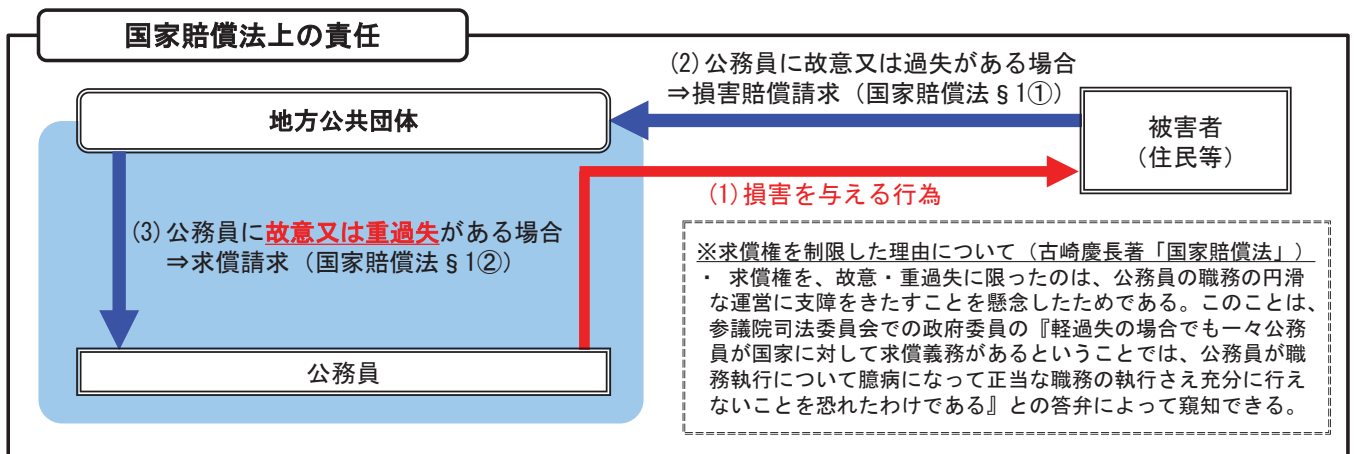 国家賠償法上の責任
(2)公務員に故意又は過失がある場合
⇒損害賠償請求（国家賠償法§1①）
地方公共団体
被害者
（住民等）
(1)損害を与える行為
(3)公務員に故意又は重過失がある場合
⇒求償請求（国家賠償法§1②）
公務員
※求償権を制限した理由について（古崎慶長著「国家賠償法」）
・ 求償権を、故意・重過失に限ったのは、公務員の職務の円滑
な運営に支障をきたすことを懸念したためである。このことは、
参議院司法委員会での政府委員の『軽過失の場合でも一々公務
員が国家に対して求償義務があるということでは、公務員が職
務執行について臆病になって正当な職務の執行さえ充分に行え
ないことを恐れたわけである』との答弁によって窺知できる。